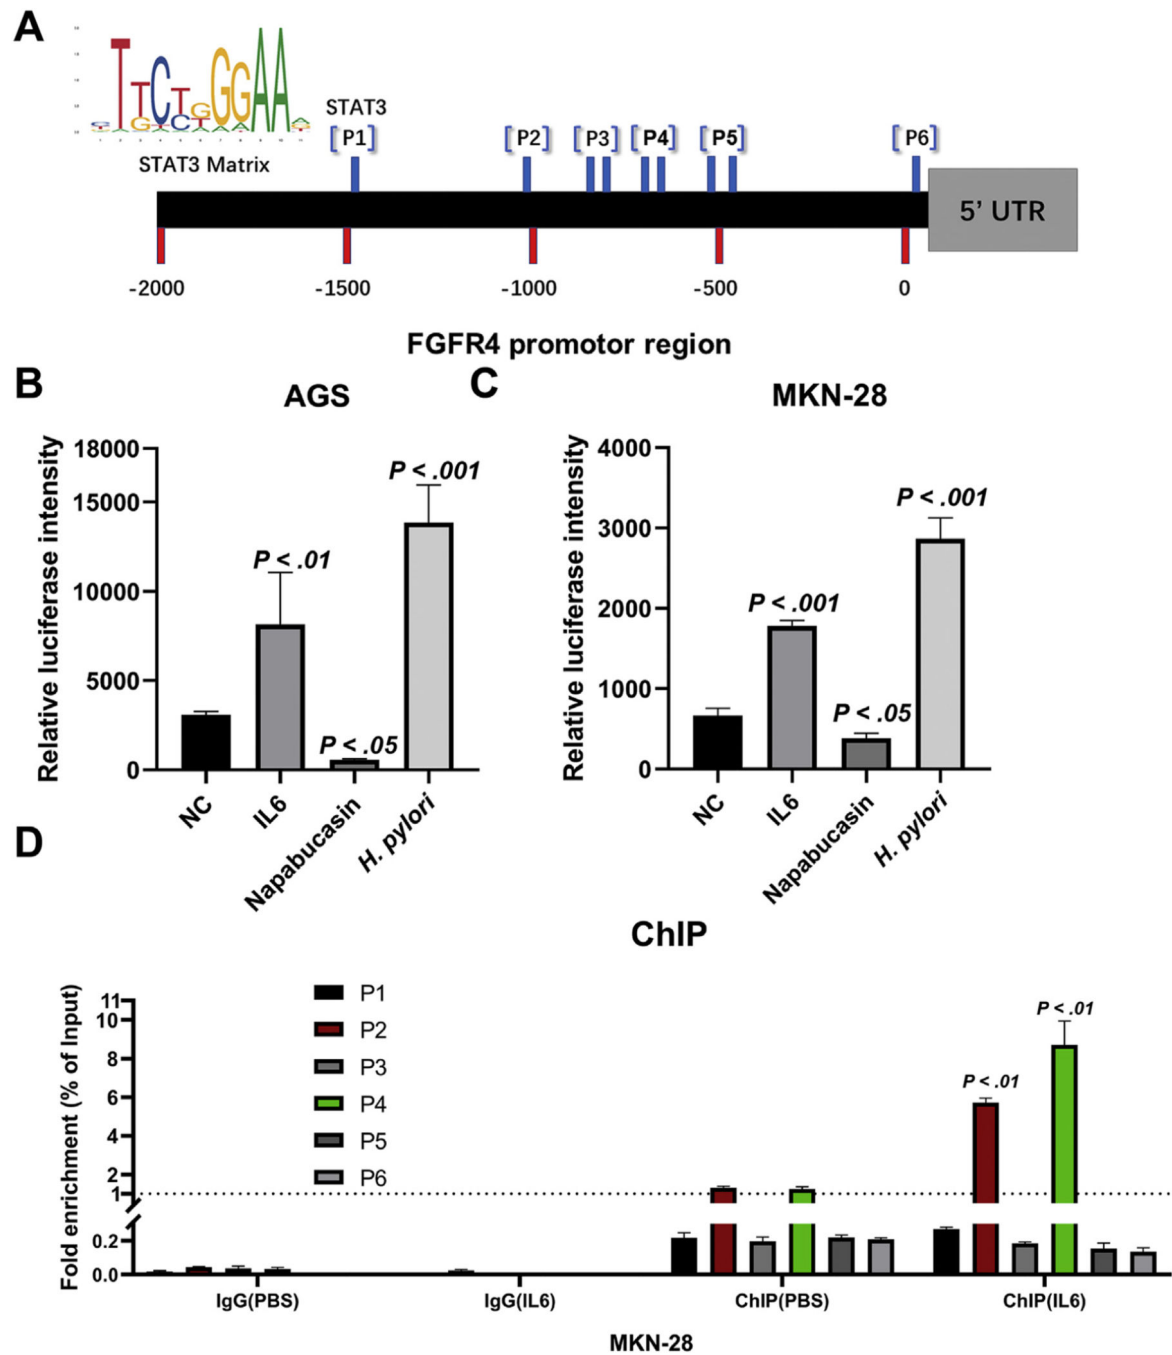 A
TTCTGGGAA
STAT3
[P1] [P2] [P3] [P4] [P5] [P6]
STAT3 Matrix
5' UTR
-2000 -1500 -1000 -500 0
FGFR4 promotor region
B
AGS
Relative luciferase intensity
18000
15000
10000
5000
0
P < .01
P < .05
P < .001
NC
IL6
Napabucasin
H. pylori
C
MKN-28
Relative luciferase intensity
4000
3000
2000
1000
0
P < .001
P < .05
P < .001
NC
IL6
Napabucasin
H. pylori
D
ChIP
Fold enrichment (% of Input)
11
10
8
6
4
2
1
0.2
0.0
P1
P2
P3
P4
P5
P6
P < .01
P < .01
IgG(PBS) IgG(IL6) ChIP(PBS) ChIP(IL6)
MKN-28